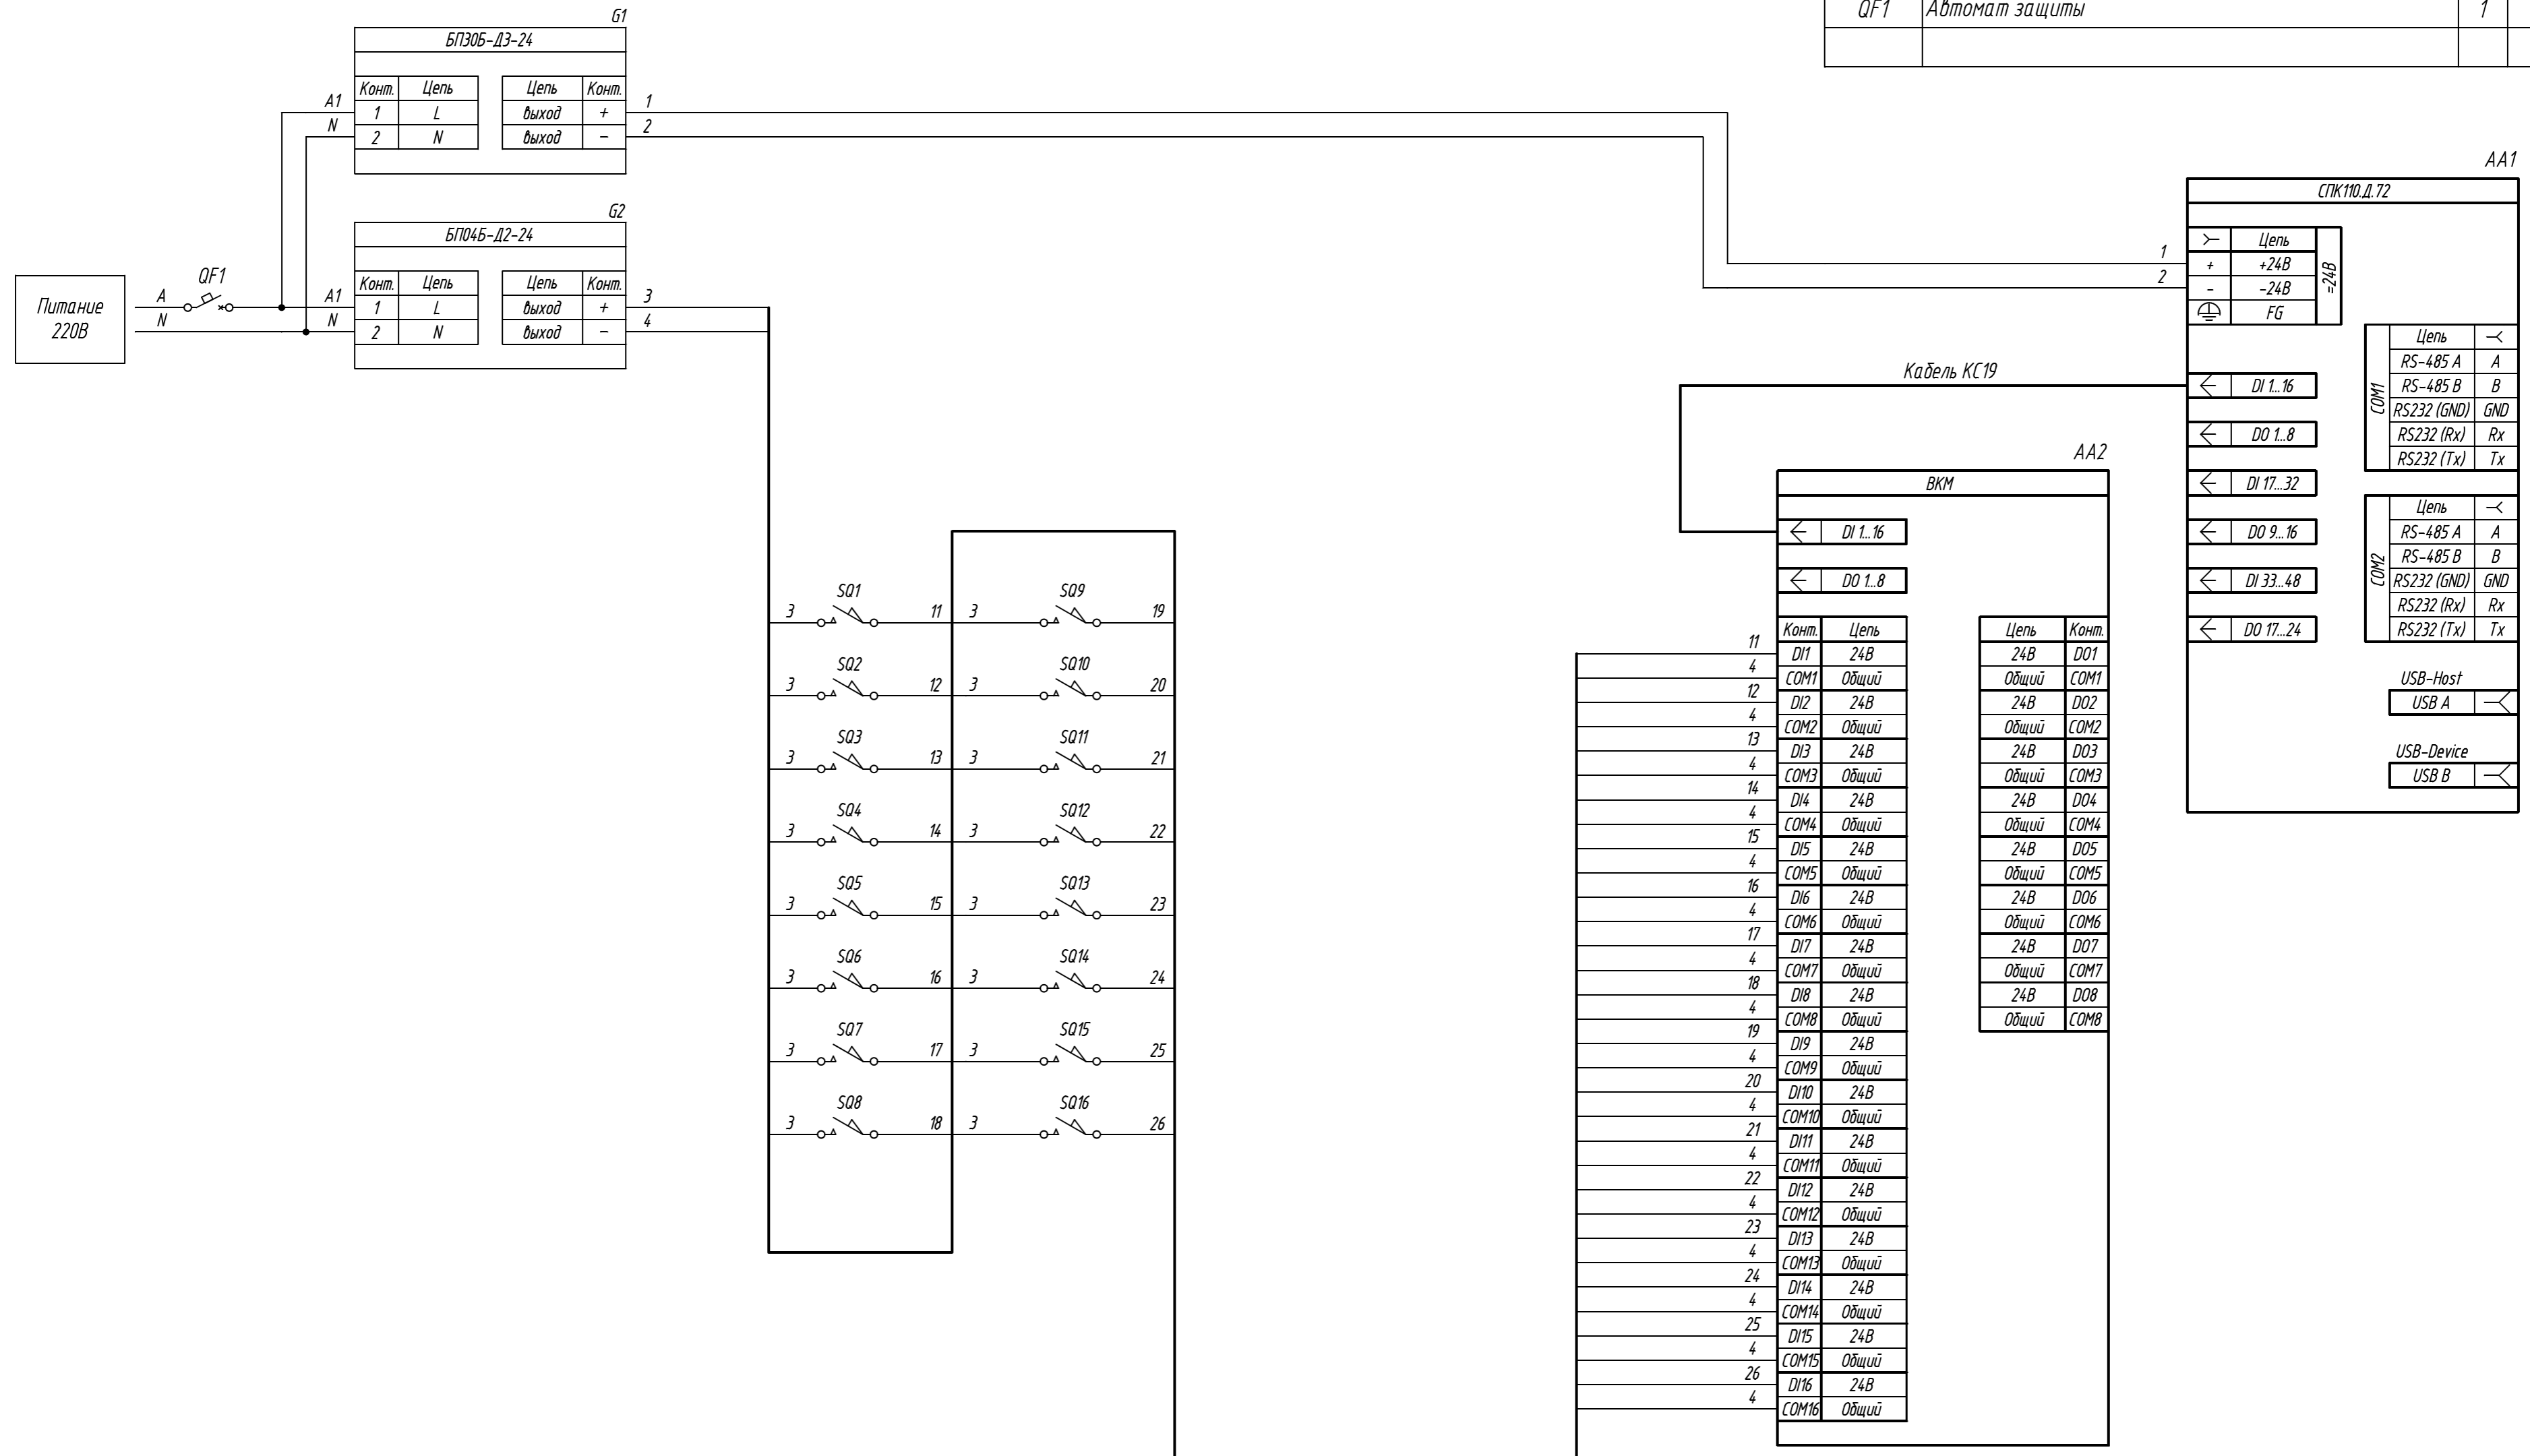 QF1 Автомат защиты 1
G1
БП30Б-Д3-24
Конт. Цепь Цепь Конт.
A1 1 L выход + 1
N 2 N выход - 2
G2
БП04Б-Д2-24
Конт. Цепь Цепь Конт.
A1 1 L выход + 3
N 2 N выход - 4
Питание
220В
A QF1
N
AA1
СПК110.Д.72
Цепь
1 + +24В
2 - -24В
FG
=24В
DI 1...16
DO 1...8
DI 17...32
DO 9...16
DI 33...48
DO 17...24
COM1
Цепь
RS-485 A A
RS-485 B B
RS232 (GND) GND
RS232 (Rx) Rx
RS232 (Tx) Tx
COM2
Цепь
RS-485 A A
RS-485 B B
RS232 (GND) GND
RS232 (Rx) Rx
RS232 (Tx) Tx
USB-Host
USB A
USB-Device
USB B
Кабель КС19
3 SQ1 11 3 SQ9 19
3 SQ2 12 3 SQ10 20
3 SQ3 13 3 SQ11 21
3 SQ4 14 3 SQ12 22
3 SQ5 15 3 SQ13 23
3 SQ6 16 3 SQ14 24
3 SQ7 17 3 SQ15 25
3 SQ8 18 3 SQ16 26
AA2
ВКМ
DI 1...16
DO 1...8
Конт. Цепь Цепь Конт.
11 DI1 24В 24В DO1
4 COM1 Общий Общий COM1
12 DI2 24В 24В DO2
4 COM2 Общий Общий COM2
13 DI3 24В 24В DO3
4 COM3 Общий Общий COM3
14 DI4 24В 24В DO4
4 COM4 Общий Общий COM4
15 DI5 24В 24В DO5
4 COM5 Общий Общий COM5
16 DI6 24В 24В DO6
4 COM6 Общий Общий COM6
17 DI7 24В 24В DO7
4 COM7 Общий Общий COM7
18 DI8 24В 24В DO8
4 COM8 Общий Общий COM8
19 DI9 24В
4 COM9 Общий
20 DI10 24В
4 COM10 Общий
21 DI11 24В
4 COM11 Общий
22 DI12 24В
4 COM12 Общий
23 DI13 24В
4 COM13 Общий
24 DI14 24В
4 COM14 Общий
25 DI15 24В
4 COM15 Общий
26 DI16 24В
4 COM16 Общий